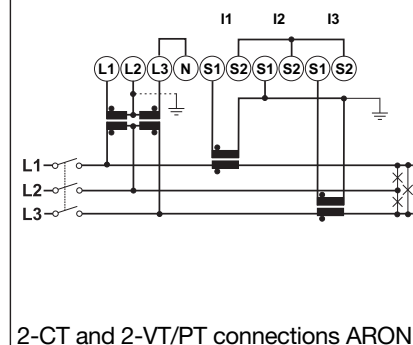 I1 I2 I3
L1 L2 L3 N S1 S2 S1 S2 S1 S2
L1
L2
L3
2-CT and 2-VT/PT connections ARON